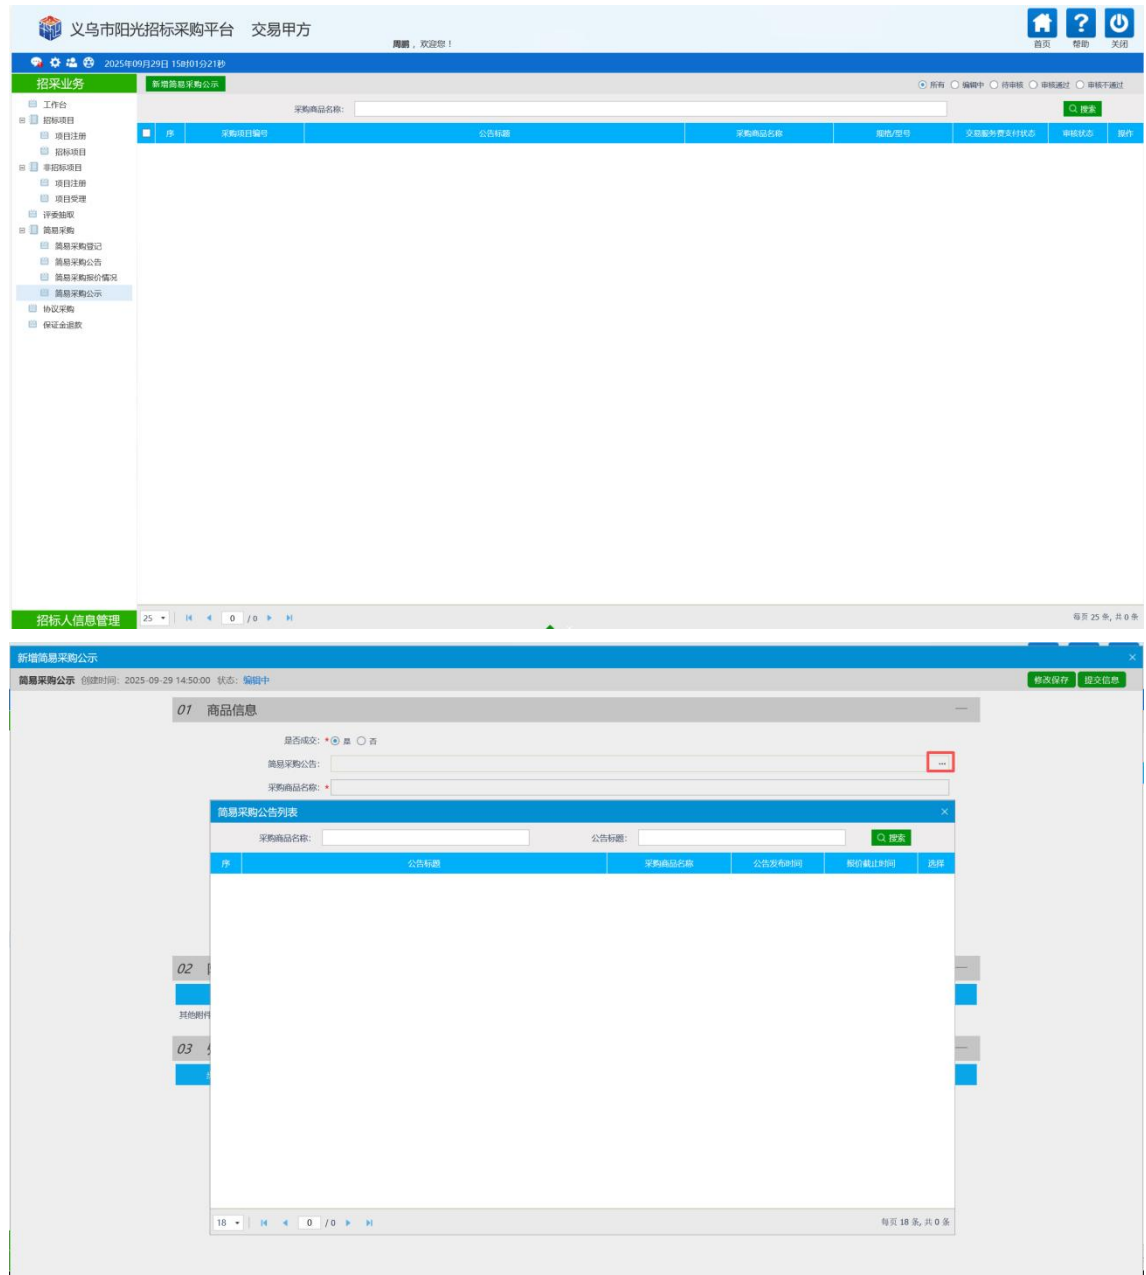 义乌市阳光招标采购平台 交易甲方
周鹏，欢迎您！
首页 帮助 关闭
2025年09月29日 15时01分21秒
招采业务
新增简易采购公示
所有 编辑中 待审核 审核通过 审核不通过
工作台
招标项目
项目注册
招标项目
非招标项目
项目注册
项目受理
评委抽取
简易采购
简易采购登记
简易采购公告
简易采购报价情况
简易采购公示
协议采购
保证金退款
采购商品名称:
搜索
序 采购项目编号 公告标题 采购商品名称 规格/型号 交易服务费支付状态 审核状态 操作
招标人信息管理
25 0 / 0
每页 25 条, 共 0 条
新增简易采购公示
简易采购公示 创建时间: 2025-09-29 14:50:00 状态: 编辑中
修改保存 提交信息
01 商品信息
是否成交: * 是 否
简易采购公告: ...
采购商品名称: *
简易采购公告列表
采购商品名称: 公告标题: 搜索
序 公告标题 采购商品名称 公告发布时间 报价截止时间 选择
02
其他附件
03
18 0 / 0
每页 18 条, 共 0 条